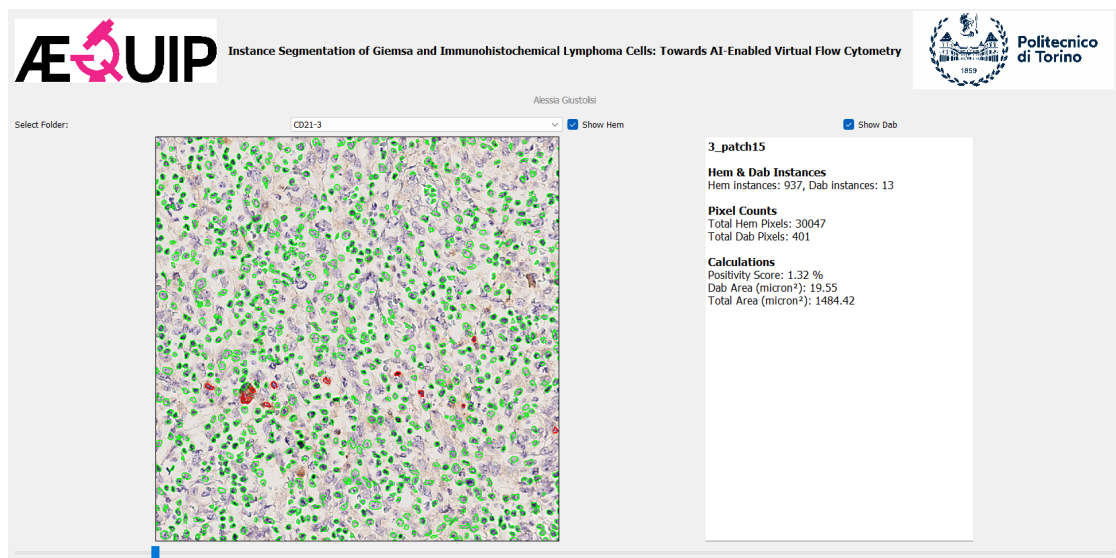 ÆQUIP
Instance Segmentation of Giemsa and Immunohistochemical Lymphoma Cells: Towards AI-Enabled Virtual Flow Cytometry
1859
Politecnico
di Torino
Alessia Giustolisi
Select Folder:
CD21-3
Show Hem
Show Dab
3_patch15
Hem & Dab Instances
Hem instances: 937, Dab instances: 13
Pixel Counts
Total Hem Pixels: 30047
Total Dab Pixels: 401
Calculations
Positivity Score: 1.32 %
Dab Area (micron²): 19.55
Total Area (micron²): 1484.42